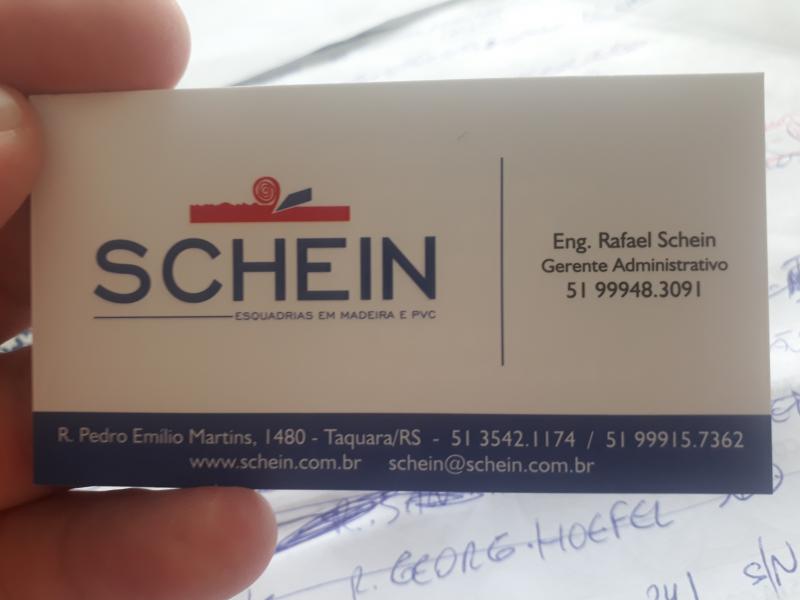 SCHEIN
ESQUADRIAS EM MADEIRA E PVC
Eng. Rafael Schein
Gerente Administrativo
51 99948.3091
R. Pedro Emílio Martins, 1480 - Taquara/RS - 51 3542.1174 / 51 99915.7362
www.schein.com.br schein@schein.com.br
R. GEORG. HOEFEL
241 S/N